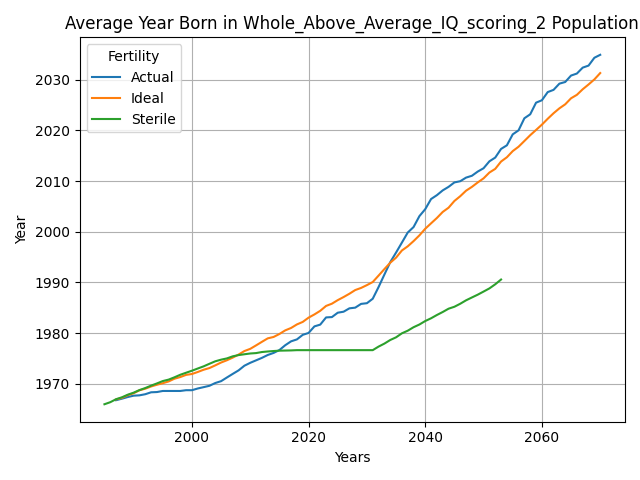 Average Year Born in Whole_Above_Average_IQ_scoring_2 Population
Fertility
Actual
Ideal
Sterile
2030
2020
2010
2000
1990
1980
1970
Year
2000
2020
2040
2060
Years